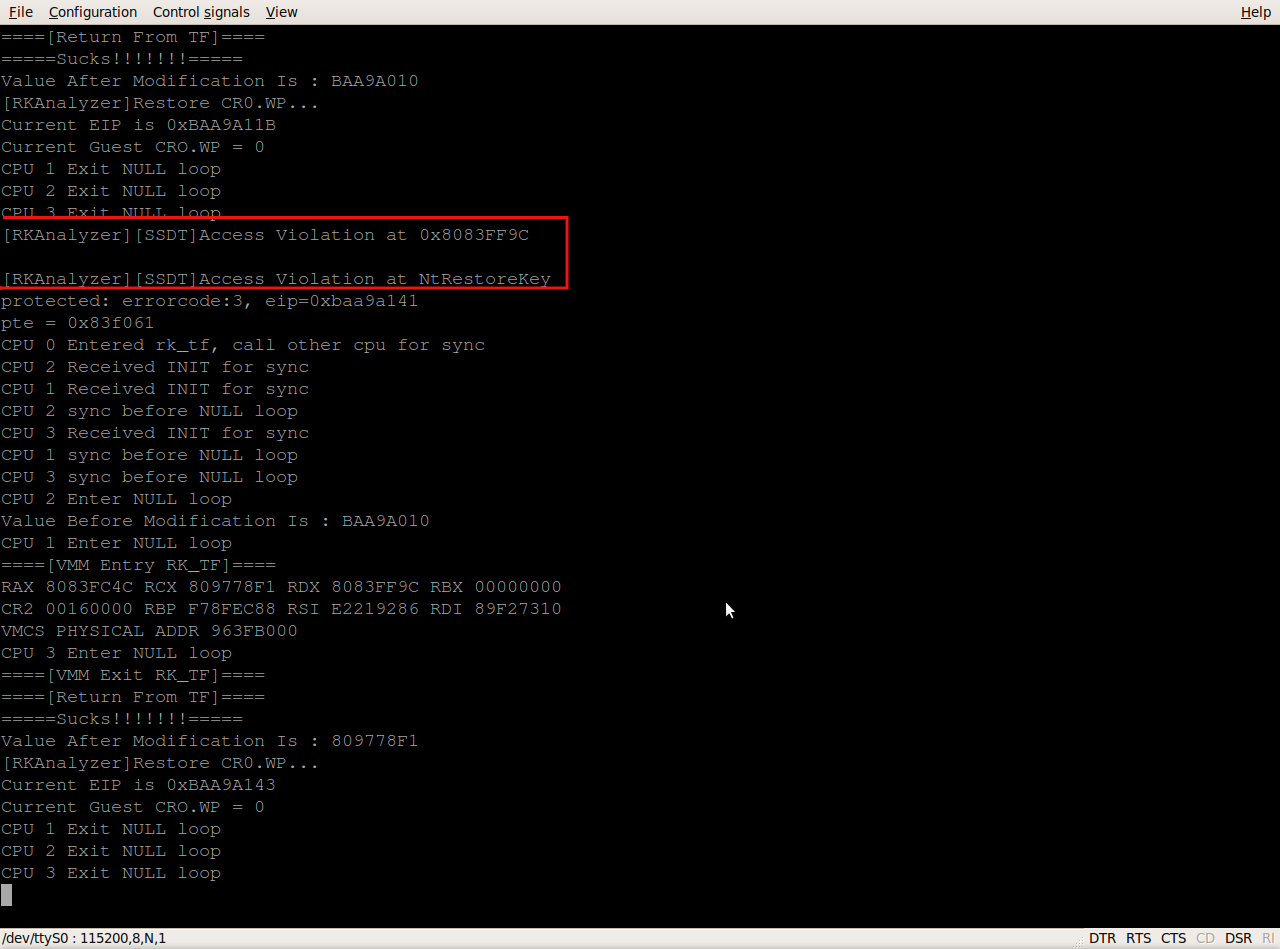 File Configuration Control signals View Help
====[Return From TF]====
=====Sucks!!!!!!!=====
Value After Modification Is : BAA9A010
[RKAnalyzer]Restore CR0.WP...
Current EIP is 0xBAA9A11B
Current Guest CRO.WP = 0
CPU 1 Exit NULL loop
CPU 2 Exit NULL loop
CPU 3 Exit NULL loop
[RKAnalyzer][SSDT]Access Violation at 0x8083FF9C
[RKAnalyzer][SSDT]Access Violation at NtRestoreKey
protected: errorcode:3, eip=0xbaa9a141
pte = 0x83f061
CPU 0 Entered rk_tf, call other cpu for sync
CPU 2 Received INIT for sync
CPU 1 Received INIT for sync
CPU 2 sync before NULL loop
CPU 3 Received INIT for sync
CPU 1 sync before NULL loop
CPU 3 sync before NULL loop
CPU 2 Enter NULL loop
Value Before Modification Is : BAA9A010
CPU 1 Enter NULL loop
====[VMM Entry RK_TF]====
RAX 8083FC4C RCX 809778F1 RDX 8083FF9C RBX 00000000
CR2 00160000 RBP F78FEC88 RSI E2219286 RDI 89F27310
VMCS PHYSICAL ADDR 963FB000
CPU 3 Enter NULL loop
====[VMM Exit RK_TF]====
====[Return From TF]====
=====Sucks!!!!!!!=====
Value After Modification Is : 809778F1
[RKAnalyzer]Restore CR0.WP...
Current EIP is 0xBAA9A143
Current Guest CRO.WP = 0
CPU 1 Exit NULL loop
CPU 2 Exit NULL loop
CPU 3 Exit NULL loop
/dev/ttyS0 : 115200,8,N,1 DTR RTS CTS CD DSR RI